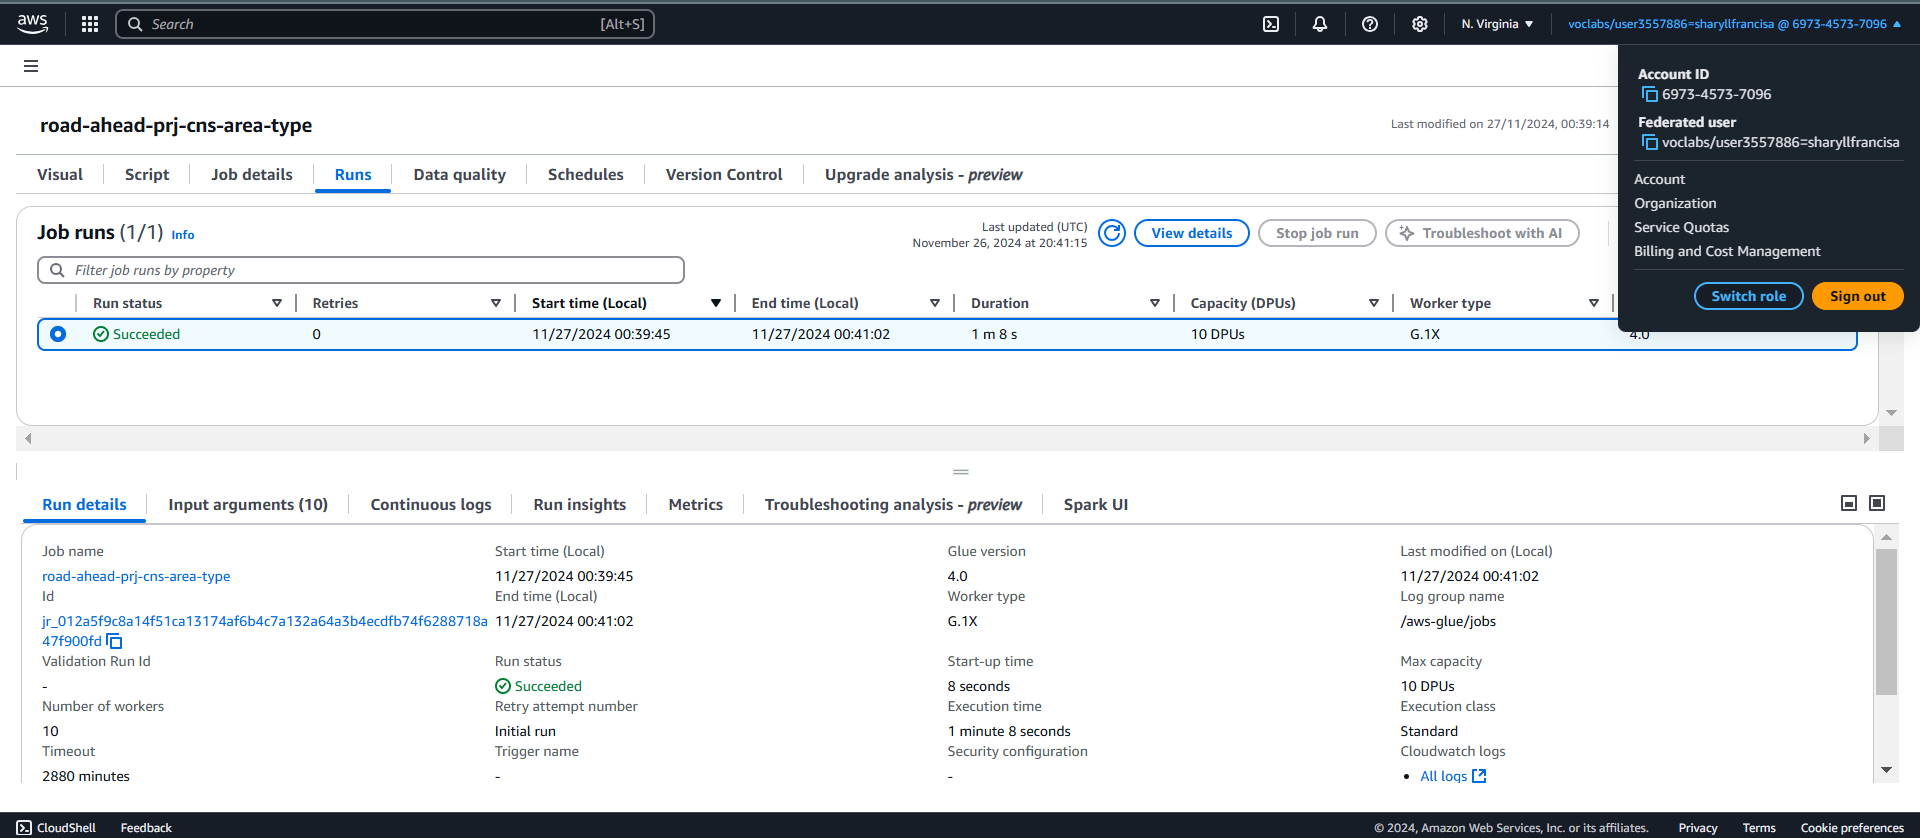 aws
Search [Alt+S]
N. Virginia
voclabs/user3557886=sharyllfrancisa @ 6973-4573-7096
Account ID
6973-4573-7096
Federated user
voclabs/user3557886=sharyllfrancisa
Account
Organization
Service Quotas
Billing and Cost Management
Switch role Sign out
road-ahead-prj-cns-area-type
Last modified on 27/11/2024, 00:39:14
Visual Script Job details Runs Data quality Schedules Version Control Upgrade analysis - preview
Job runs (1/1) Info
Last updated (UTC)
November 26, 2024 at 20:41:15
View details Stop job run Troubleshoot with AI
Filter job runs by property
Run status Retries Start time (Local) End time (Local) Duration Capacity (DPUs) Worker type
Succeeded 0 11/27/2024 00:39:45 11/27/2024 00:41:02 1 m 8 s 10 DPUs G.1X 4.0
Run details Input arguments (10) Continuous logs Run insights Metrics Troubleshooting analysis - preview Spark UI
Job name
road-ahead-prj-cns-area-type
Id
jr_012a5f9c8a14f51ca13174af6b4c7a132a64a3b4ecdfb74f6288718a
47f900fd
Validation Run Id
-
Number of workers
10
Timeout
2880 minutes
Start time (Local)
11/27/2024 00:39:45
End time (Local)
11/27/2024 00:41:02
Run status
Succeeded
Retry attempt number
Initial run
Trigger name
-
Glue version
4.0
Worker type
G.1X
Start-up time
8 seconds
Execution time
1 minute 8 seconds
Security configuration
-
Last modified on (Local)
11/27/2024 00:41:02
Log group name
/aws-glue/jobs
Max capacity
10 DPUs
Execution class
Standard
Cloudwatch logs
• All logs
CloudShell Feedback © 2024, Amazon Web Services, Inc. or its affiliates. Privacy Terms Cookie preferences